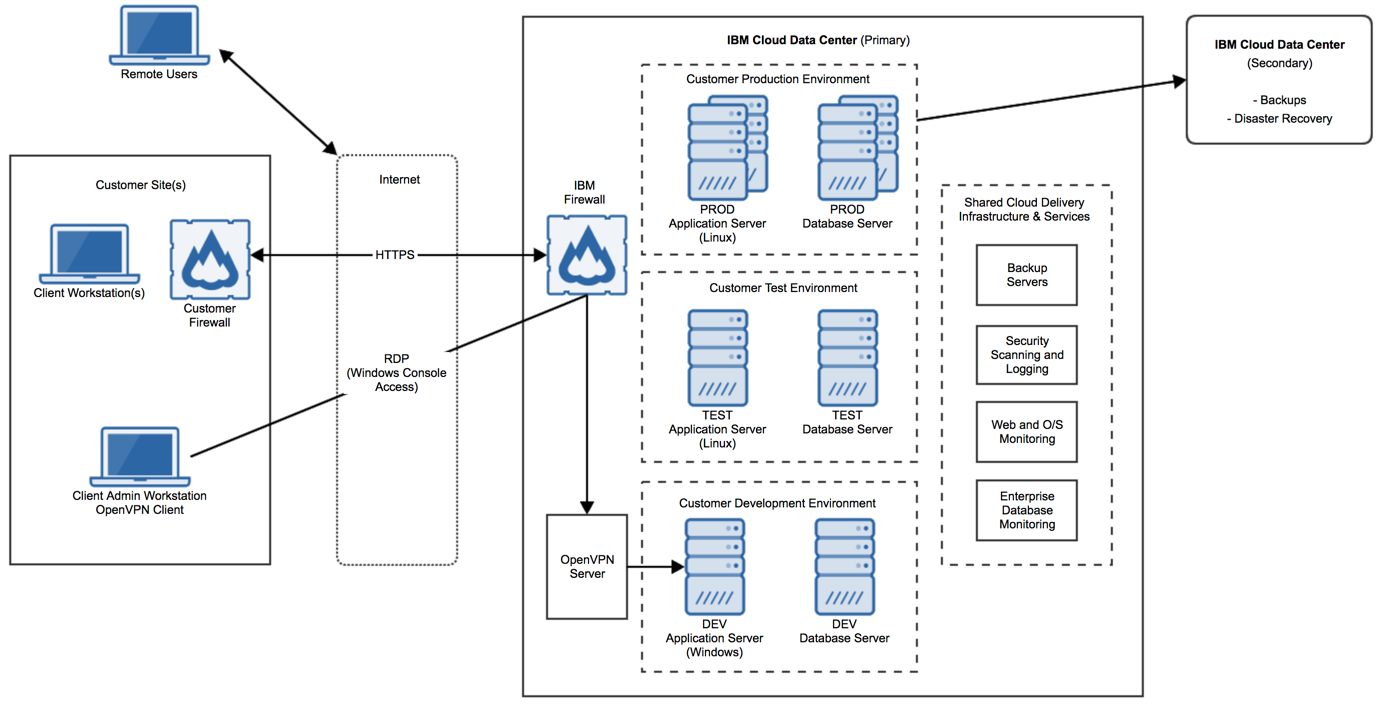 Remote Users
Customer Site(s)
Client Workstation(s)
Customer
Firewall
Client Admin Workstation
OpenVPN Client
Internet
HTTPS
RDP
(Windows Console
Access)
IBM Cloud Data Center (Primary)
IBM
Firewall
OpenVPN
Server
Customer Production Environment
PROD
Application Server
(Linux)
PROD
Database Server
Customer Test Environment
TEST
Application Server
(Linux)
TEST
Database Server
Customer Development Environment
DEV
Application Server
(Windows)
DEV
Database Server
Shared Cloud Delivery
Infrastructure & Services
Backup
Servers
Security
Scanning and
Logging
Web and O/S
Monitoring
Enterprise
Database
Monitoring
IBM Cloud Data Center
(Secondary)
- Backups
- Disaster Recovery